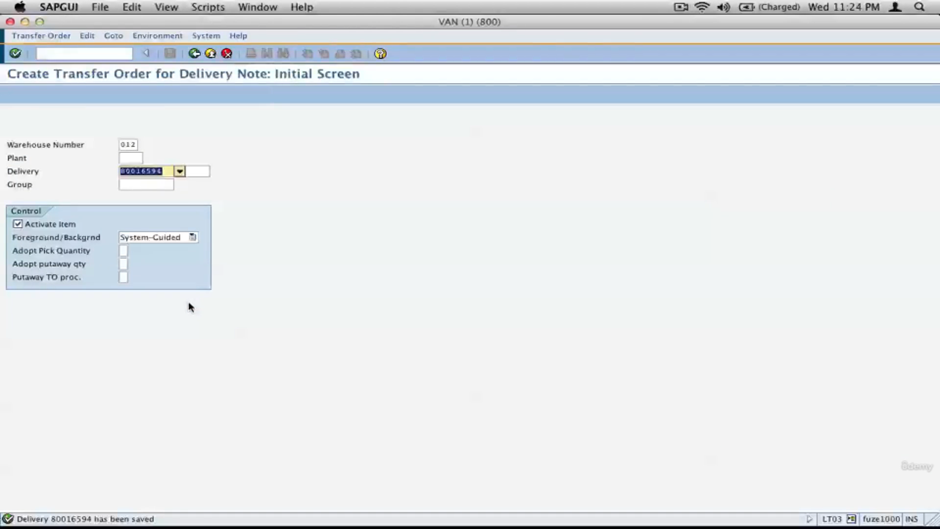 SAPGUI File Edit View Scripts Window Help (Charged) Wed 11:24 PM
VAN (1) (800)
Transfer Order Edit Goto Environment System Help
Create Transfer Order for Delivery Note: Initial Screen
Warehouse Number 012
Plant
Delivery 80016594
Group
Control
Activate Item
Foreground/Backgrnd System-Guided
Adopt Pick Quantity
Adopt putaway qty
Putaway TO proc.
Udemy
Delivery 80016594 has been saved LT03 fuze1000 INS